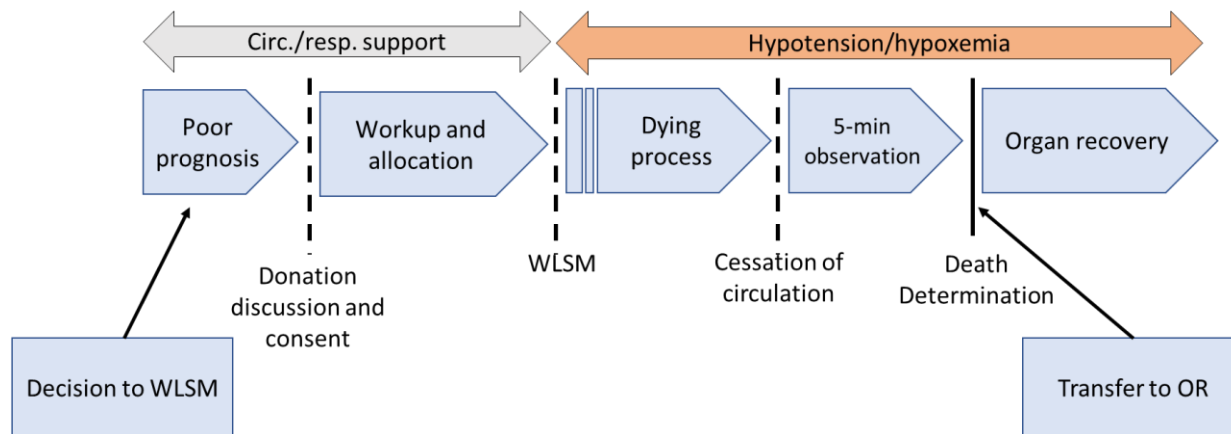 Circ./resp. support
Hypotension/hypoxemia
Poor
prognosis
Workup and
allocation
Dying
process
5-min
observation
Organ recovery
Donation
discussion and
consent
WLSM
Cessation of
circulation
Death
Determination
Decision to WLSM
Transfer to OR